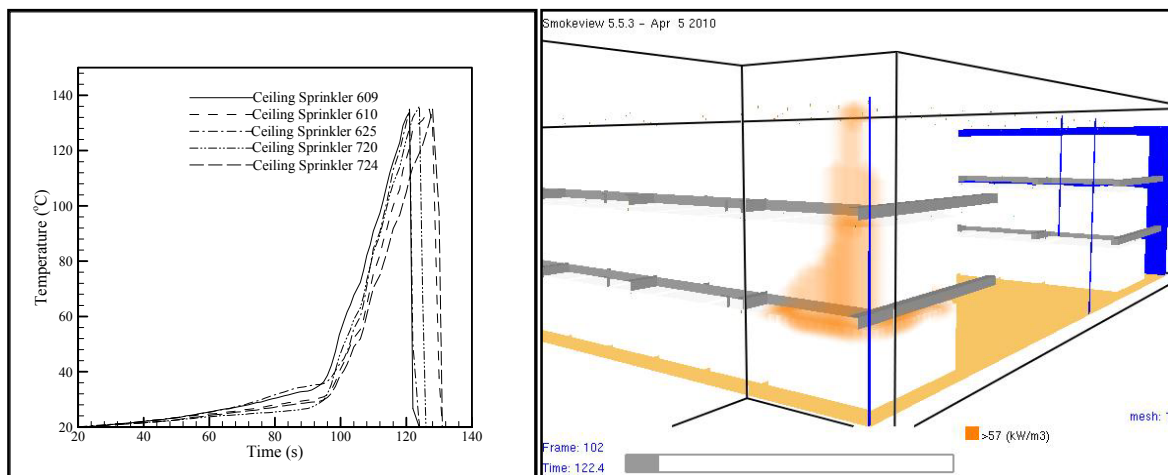 140
120
100
80
60
40
20
Temperature (°C)
Ceiling Sprinkler 609
Ceiling Sprinkler 610
Ceiling Sprinkler 625
Ceiling Sprinkler 720
Ceiling Sprinkler 724
20 40 60 80 100 120 140
Time (s)
Smokeview 5.5.3 – Apr 5 2010
>57 (kW/m3)
mesh:
Frame: 102
Time: 122.4